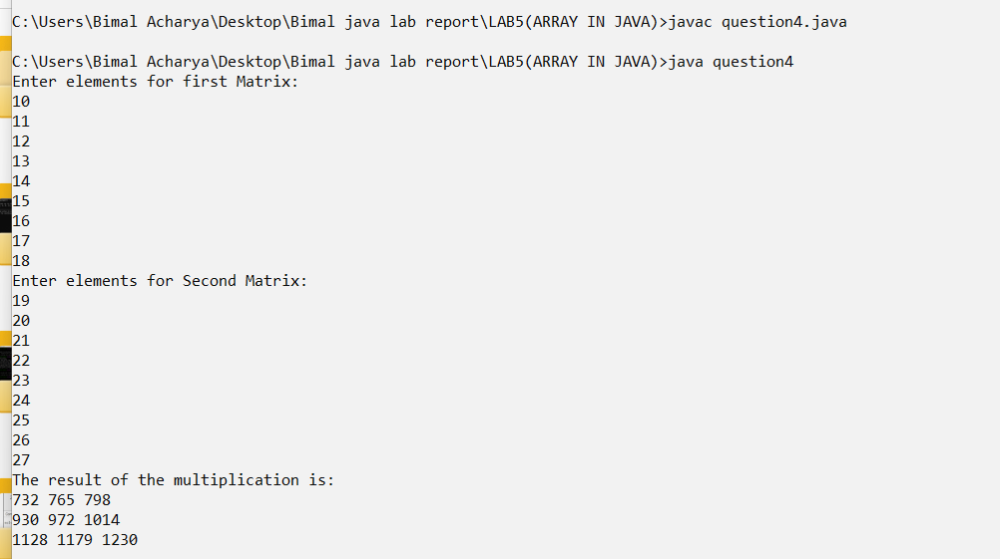 C:\Users\Bimal Acharya\Desktop\Bimal java lab report\LAB5(ARRAY IN JAVA)>javac question4.java
C:\Users\Bimal Acharya\Desktop\Bimal java lab report\LAB5(ARRAY IN JAVA)>java question4
Enter elements for first Matrix:
10
11
12
13
14
15
16
17
18
Enter elements for Second Matrix:
19
20
21
22
23
24
25
26
27
The result of the multiplication is:
732 765 798
930 972 1014
1128 1179 1230